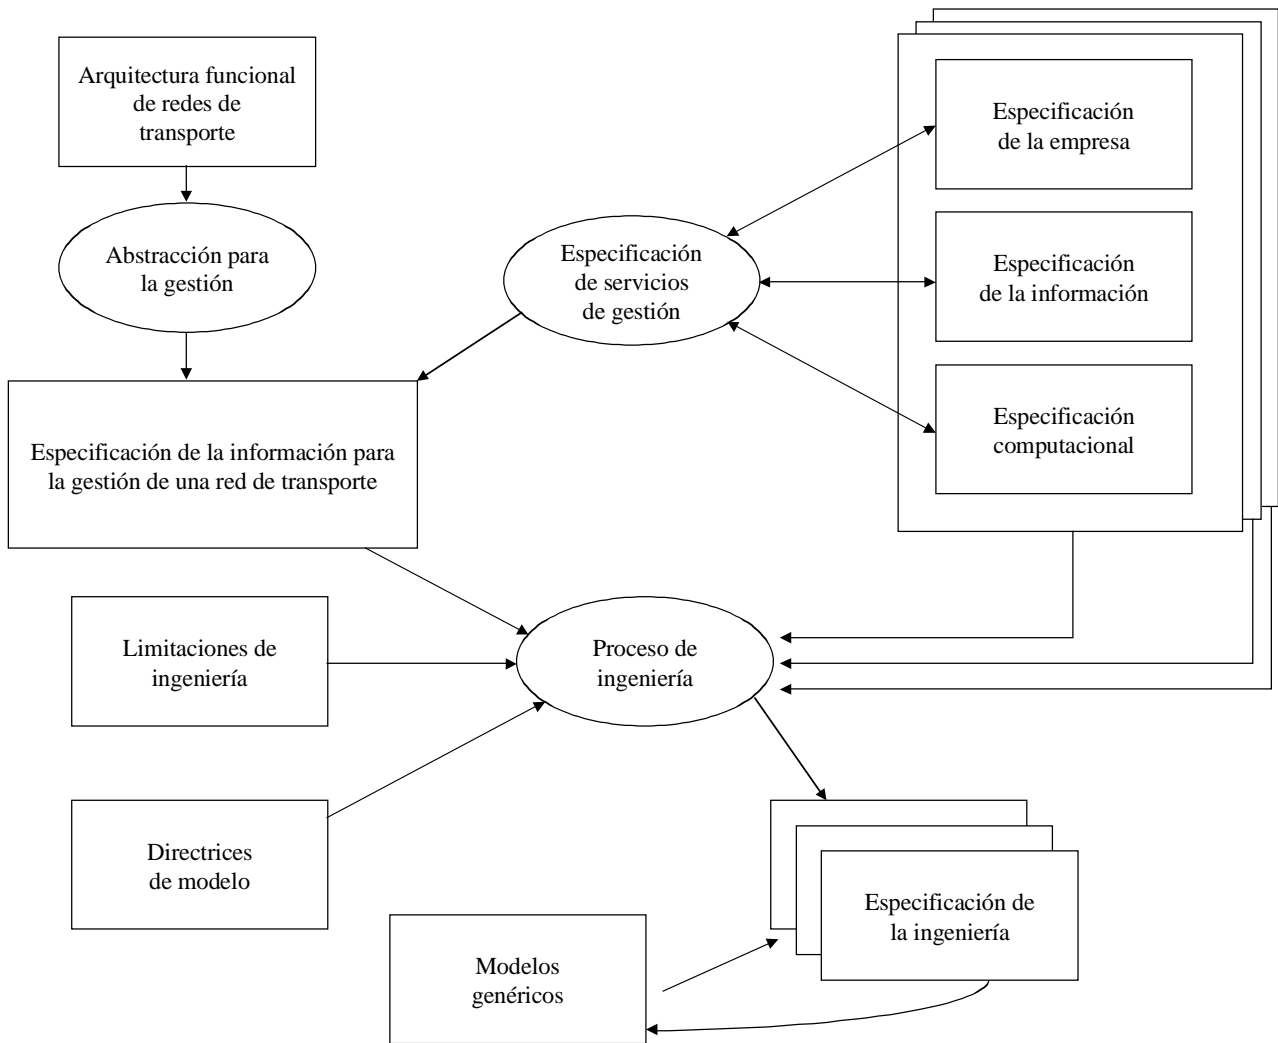 Arquitectura funcional
de redes de
transporte
Abstracción para
la gestión
Especificación
de servicios
de gestión
Especificación
de la empresa
Especificación
de la información
Especificación
computacional
Especificación de la información para
la gestión de una red de transporte
Limitaciones de
ingeniería
Proceso de
ingeniería
Directrices
de modelo
Especificación de
la ingeniería
Modelos
genéricos